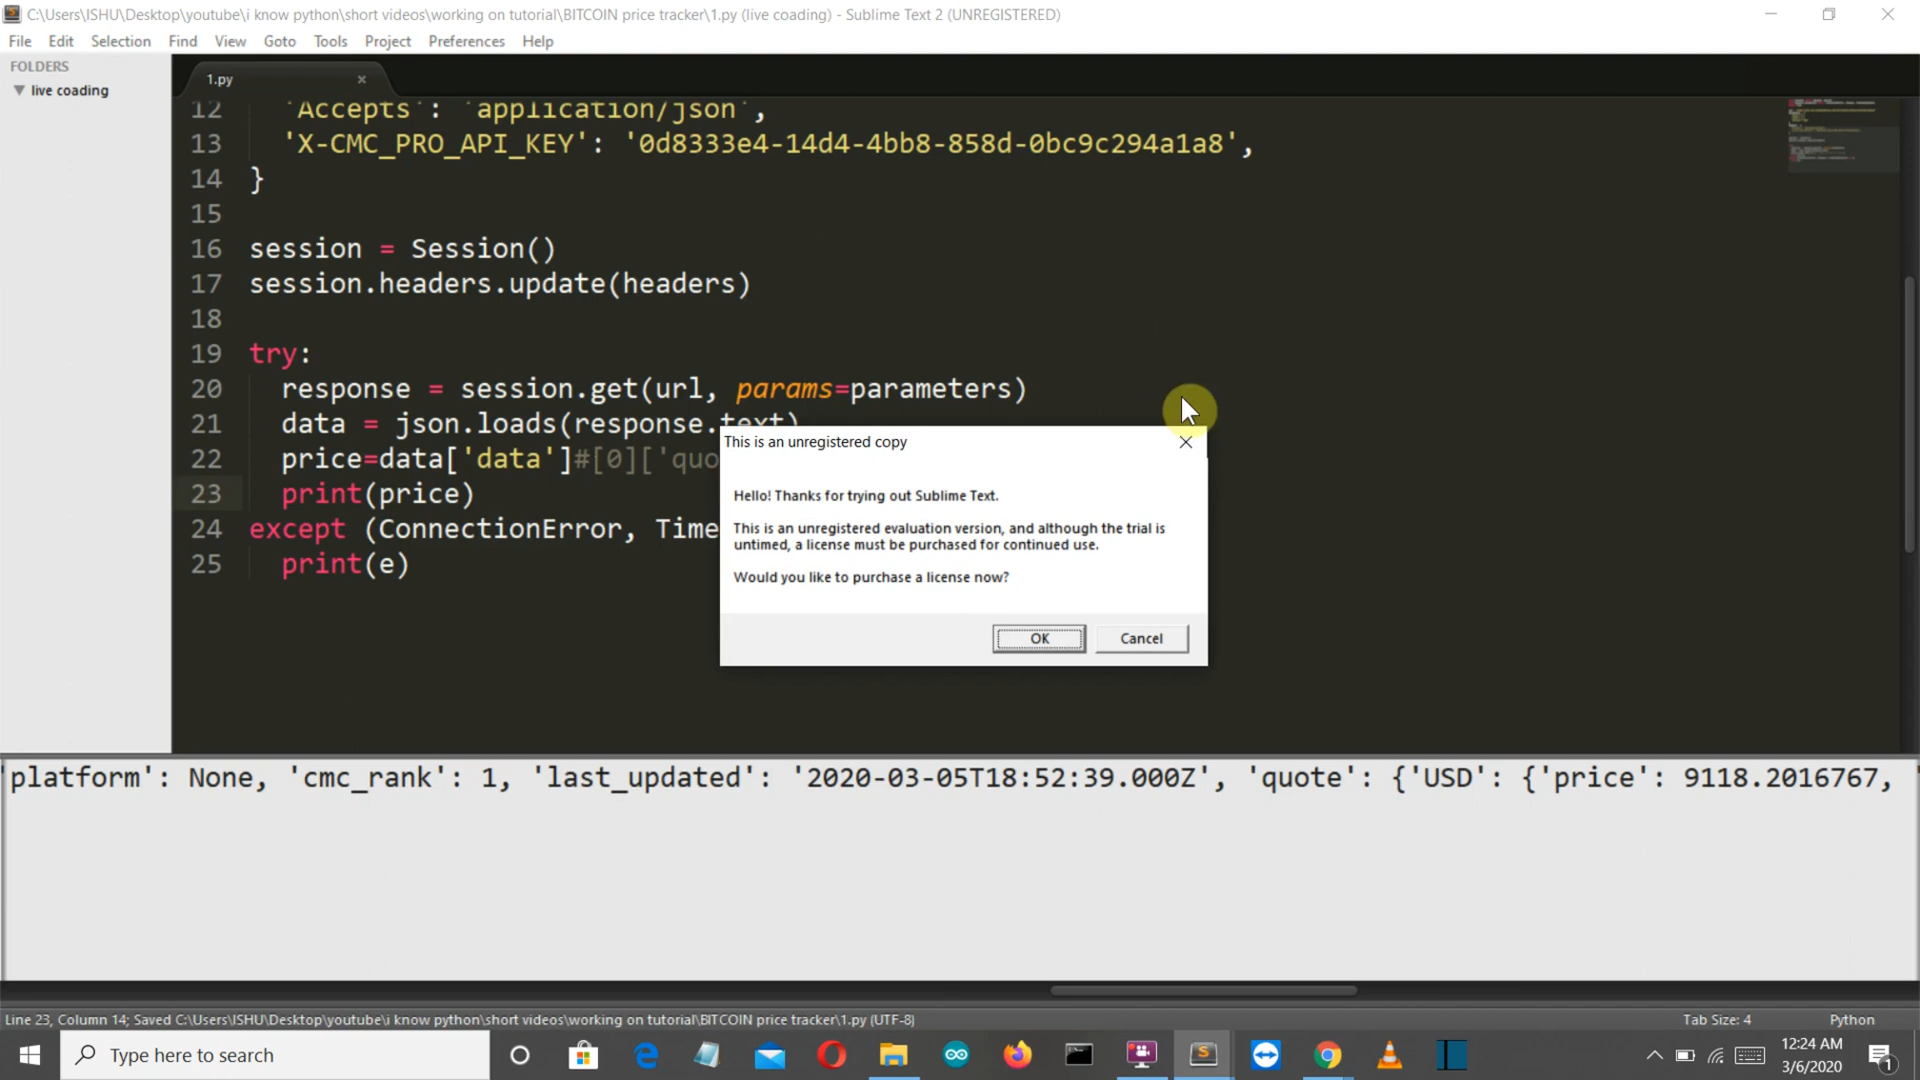 C:\Users\ISHU\Desktop\youtube\i know python\short videos\working on tutorial\BITCOIN price tracker\1.py (live coading) - Sublime Text 2 (UNREGISTERED)
File Edit Selection Find View Goto Tools Project Preferences Help
FOLDERS
live coading
1.py
12 'Accepts': 'application/json',
13 'X-CMC_PRO_API_KEY': '0d8333e4-14d4-4bb8-858d-0bc9c294a1a8',
14 }
15
16 session = Session()
17 session.headers.update(headers)
18
19 try:
20 response = session.get(url, params=parameters)
21 data = json.loads(response.text)
22 price=data['data']#[0]['quo
23 print(price)
24 except (ConnectionError, Time
25 print(e)
This is an unregistered copy
Hello! Thanks for trying out Sublime Text.
This is an unregistered evaluation version, and although the trial is
untimed, a license must be purchased for continued use.
Would you like to purchase a license now?
OK Cancel
'platform': None, 'cmc_rank': 1, 'last_updated': '2020-03-05T18:52:39.000Z', 'quote': {'USD': {'price': 9118.2016767, '
Line 23, Column 14; Saved C:\Users\ISHU\Desktop\youtube\i know python\short videos\working on tutorial\BITCOIN price tracker\1.py (UTF-8) Tab Size: 4 Python
Type here to search
12:24 AM
3/6/2020
1